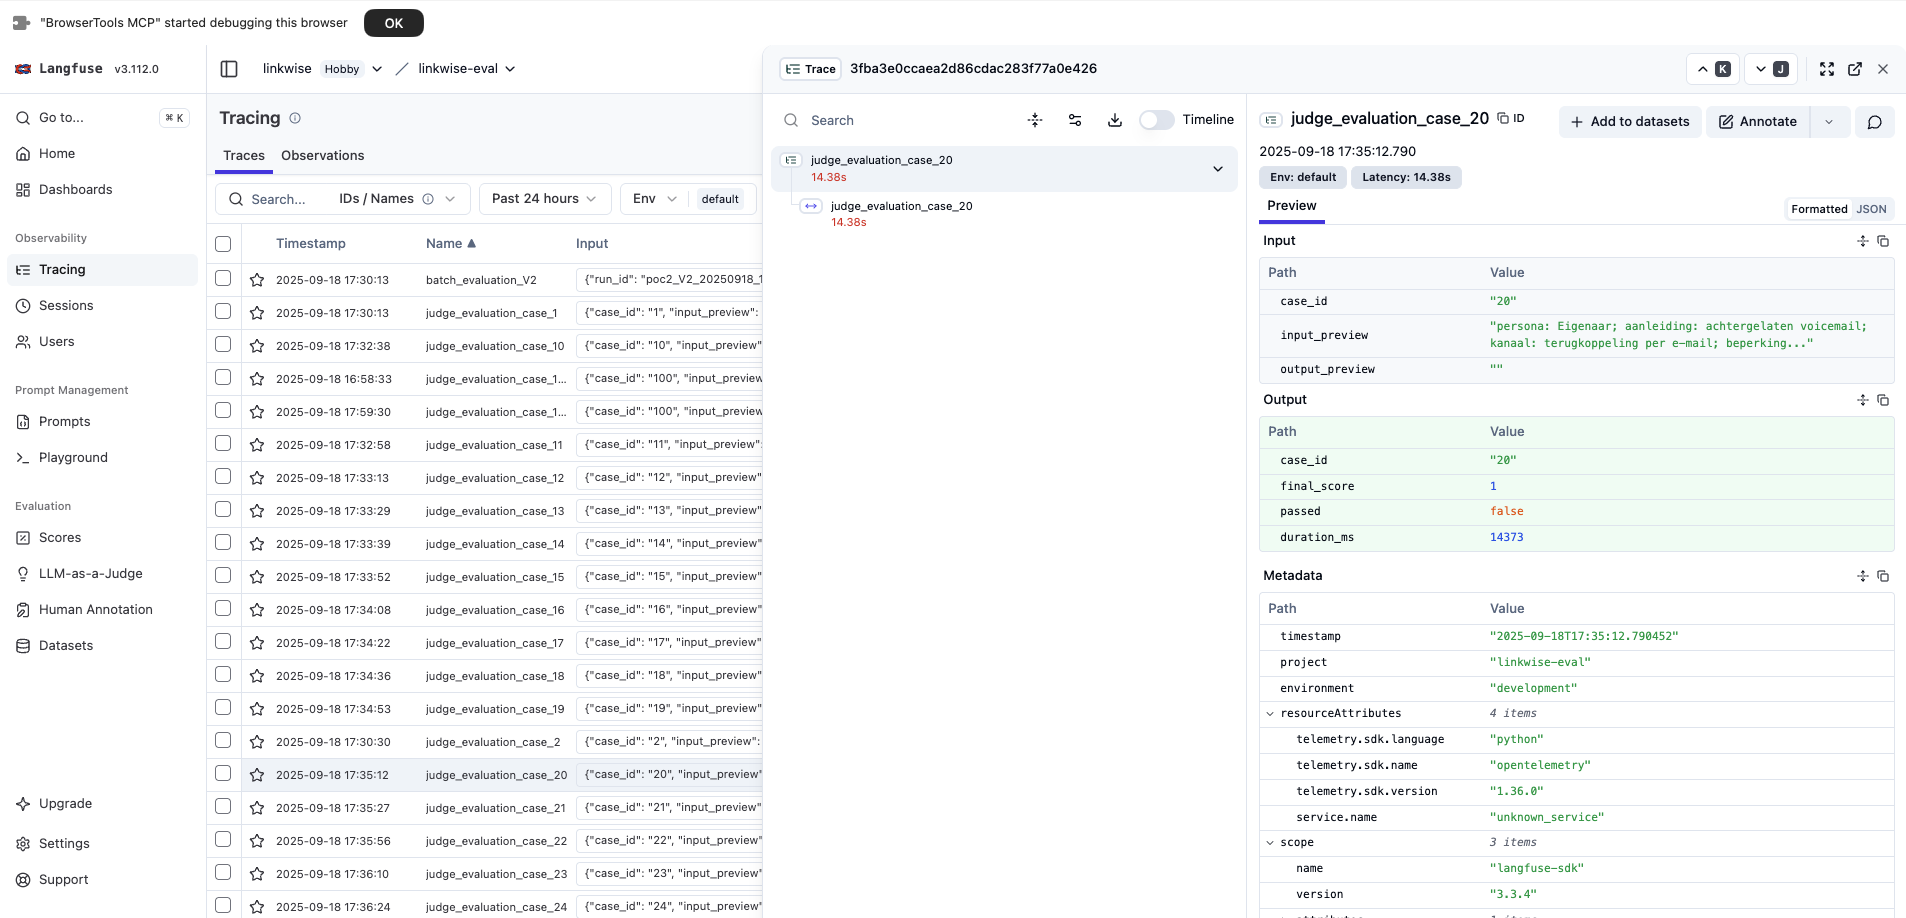 "BrowserTools MCP" started debugging this browser
OK
Langfuse v3.112.0
linkwise Hobby
linkwise-eval
Trace 3fba3e0ccaea2d86cdac283f77a0e426
K
J
Go to...
⌘ K
Home
Dashboards
Observability
Tracing
Sessions
Users
Prompt Management
Prompts
Playground
Evaluation
Scores
LLM-as-a-Judge
Human Annotation
Datasets
Upgrade
Settings
Support
Tracing
Traces Observations
Search... IDs / Names
Past 24 hours
Env default
Timestamp Name ▲ Input
2025-09-18 17:30:13 batch_evaluation_V2 {"run_id": "poc2_V2_20250918_1
2025-09-18 17:30:13 judge_evaluation_case_1 {"case_id": "1", "input_preview":
2025-09-18 17:32:38 judge_evaluation_case_10 {"case_id": "10", "input_preview"
2025-09-18 16:58:33 judge_evaluation_case_1... {"case_id": "100", "input_preview
2025-09-18 17:59:30 judge_evaluation_case_1... {"case_id": "100", "input_preview
2025-09-18 17:32:58 judge_evaluation_case_11 {"case_id": "11", "input_preview":
2025-09-18 17:33:13 judge_evaluation_case_12 {"case_id": "12", "input_preview"
2025-09-18 17:33:29 judge_evaluation_case_13 {"case_id": "13", "input_preview"
2025-09-18 17:33:39 judge_evaluation_case_14 {"case_id": "14", "input_preview"
2025-09-18 17:33:52 judge_evaluation_case_15 {"case_id": "15", "input_preview"
2025-09-18 17:34:08 judge_evaluation_case_16 {"case_id": "16", "input_preview"
2025-09-18 17:34:22 judge_evaluation_case_17 {"case_id": "17", "input_preview"
2025-09-18 17:34:36 judge_evaluation_case_18 {"case_id": "18", "input_preview"
2025-09-18 17:34:53 judge_evaluation_case_19 {"case_id": "19", "input_preview"
2025-09-18 17:30:30 judge_evaluation_case_2 {"case_id": "2", "input_preview":
2025-09-18 17:35:12 judge_evaluation_case_20 {"case_id": "20", "input_preview"
2025-09-18 17:35:27 judge_evaluation_case_21 {"case_id": "21", "input_preview"
2025-09-18 17:35:56 judge_evaluation_case_22 {"case_id": "22", "input_preview"
2025-09-18 17:36:10 judge_evaluation_case_23 {"case_id": "23", "input_preview"
2025-09-18 17:36:24 judge_evaluation_case_24 {"case_id": "24", "input_preview"
Search
Timeline
judge_evaluation_case_20
14.38s
judge_evaluation_case_20
14.38s
judge_evaluation_case_20 ID
Add to datasets
Annotate
2025-09-18 17:35:12.790
Env: default Latency: 14.38s
Preview
Formatted JSON
Input
Path Value
case_id "20"
input_preview "persona: Eigenaar; aanleiding: achtergelaten voicemail;
kanaal: terugkoppeling per e-mail; beperking..."
output_preview ""
Output
Path Value
case_id "20"
final_score 1
passed false
duration_ms 14373
Metadata
Path Value
timestamp "2025-09-18T17:35:12.790452"
project "linkwise-eval"
environment "development"
resourceAttributes 4 items
telemetry.sdk.language "python"
telemetry.sdk.name "opentelemetry"
telemetry.sdk.version "1.36.0"
service.name "unknown_service"
scope 3 items
name "langfuse-sdk"
version "3.3.4"